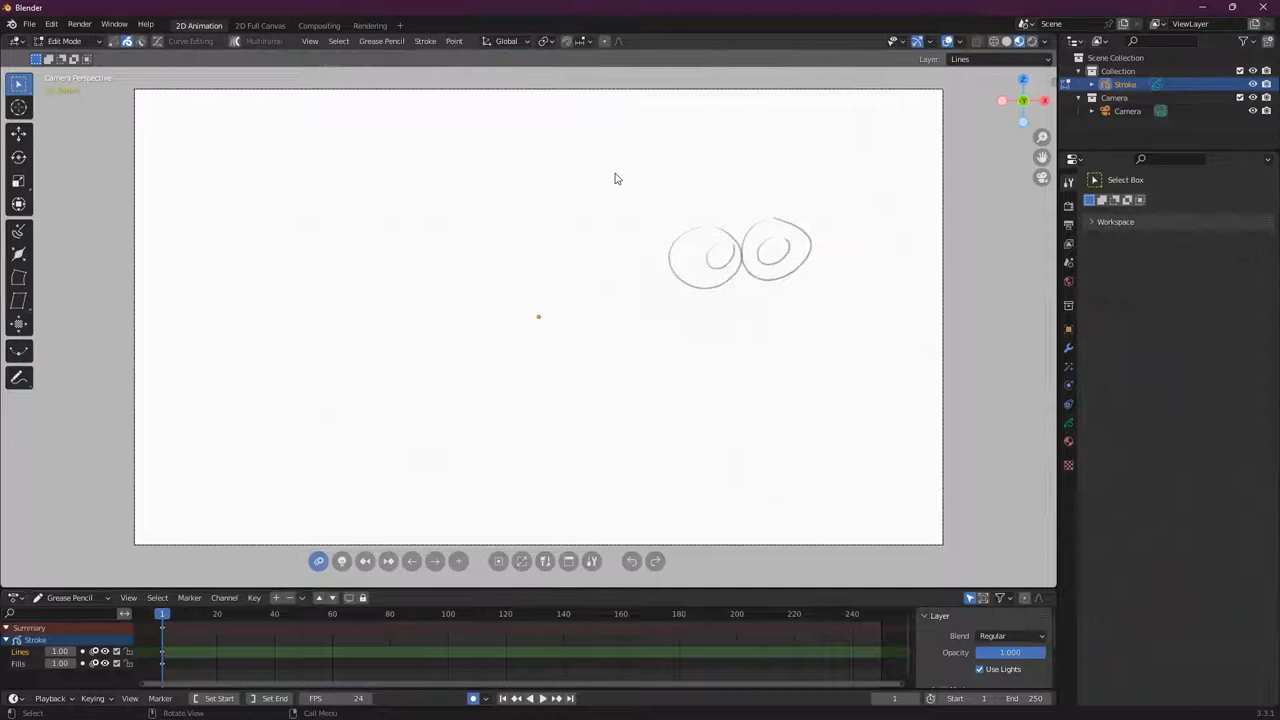 Blender
File Edit Render Window Help 2D Animation 2D Full Canvas Compositing Rendering + Scene ViewLayer
Edit Mode Curve Editing Multiframe View Select Grease Pencil Stroke Point Global
Layer: Lines
Camera Perspective
Z
X
Y
Scene Collection
Collection
Stroke
Camera
Camera
Select Box
Workspace
Grease Pencil View Select Marker Channel Key
1 20 40 60 80 100 120 140 160 180 200 220 240
Summary
Stroke
Lines 1.00
Fills 1.00
Layer
Blend Regular
Opacity 1.000
Use Lights
Playback Keying View Marker Set Start Set End FPS 24 1 Start 1 End 250
Select Rotate View Call Menu 3.3.1